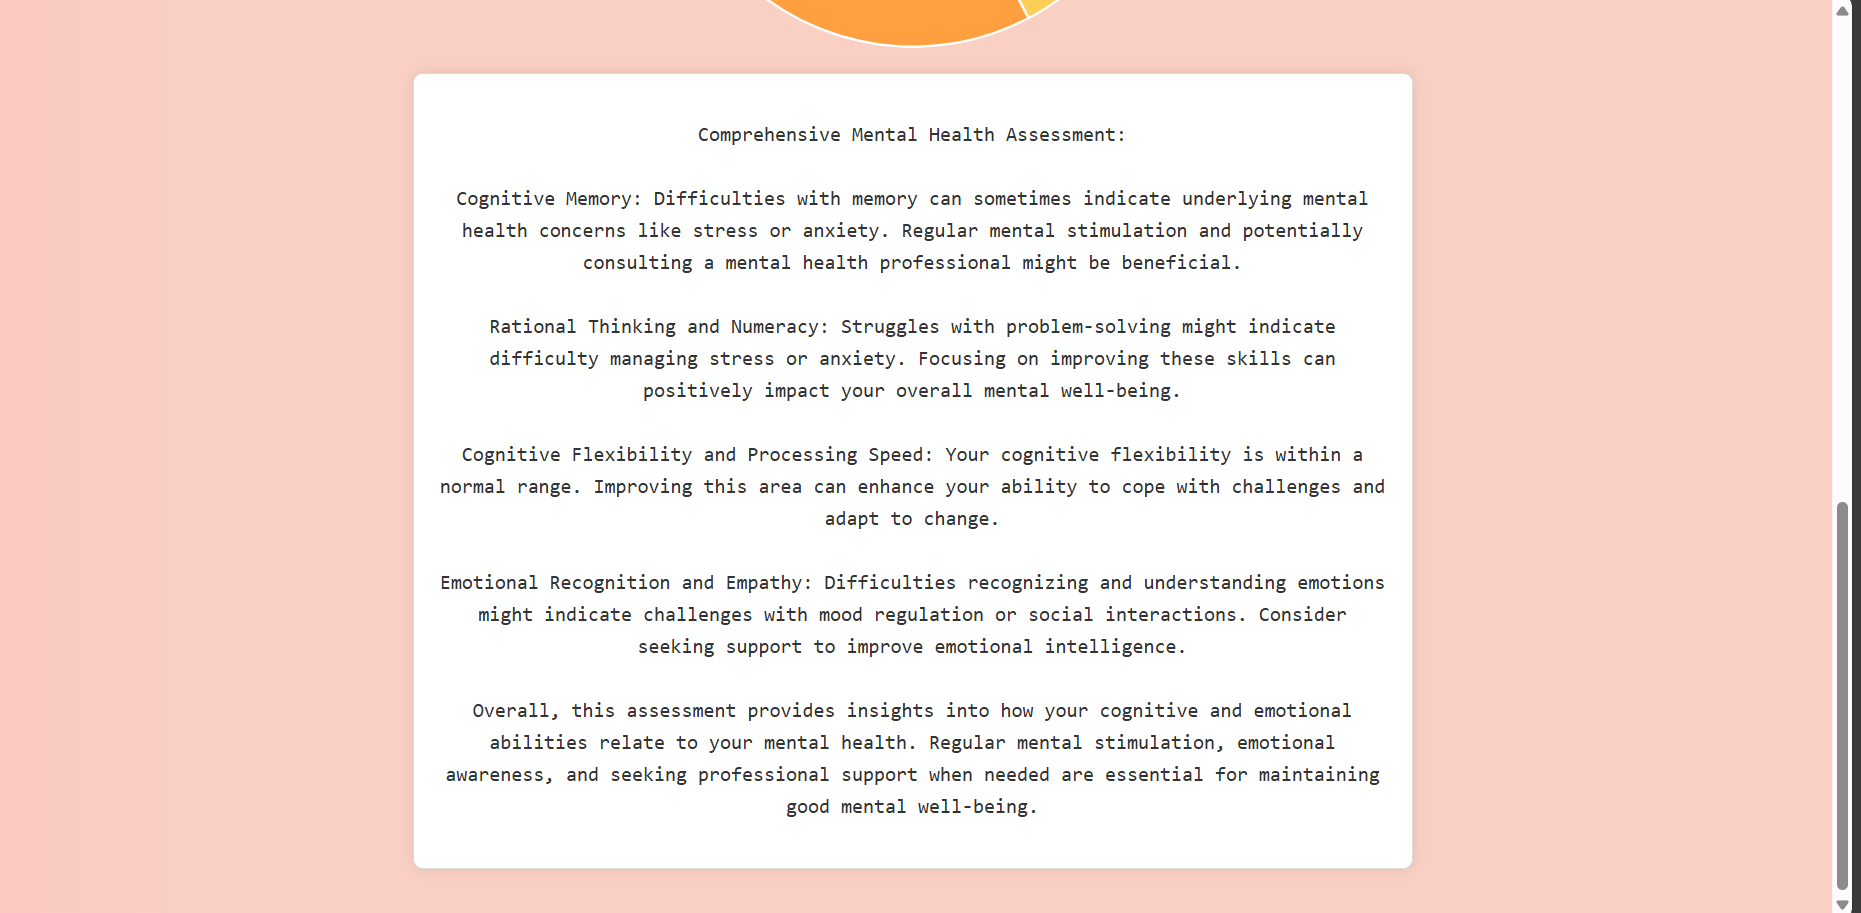 Comprehensive Mental Health Assessment:
Cognitive Memory: Difficulties with memory can sometimes indicate underlying mental
health concerns like stress or anxiety. Regular mental stimulation and potentially
consulting a mental health professional might be beneficial.
Rational Thinking and Numeracy: Struggles with problem-solving might indicate
difficulty managing stress or anxiety. Focusing on improving these skills can
positively impact your overall mental well-being.
Cognitive Flexibility and Processing Speed: Your cognitive flexibility is within a
normal range. Improving this area can enhance your ability to cope with challenges and
adapt to change.
Emotional Recognition and Empathy: Difficulties recognizing and understanding emotions
might indicate challenges with mood regulation or social interactions. Consider
seeking support to improve emotional intelligence.
Overall, this assessment provides insights into how your cognitive and emotional
abilities relate to your mental health. Regular mental stimulation, emotional
awareness, and seeking professional support when needed are essential for maintaining
good mental well-being.